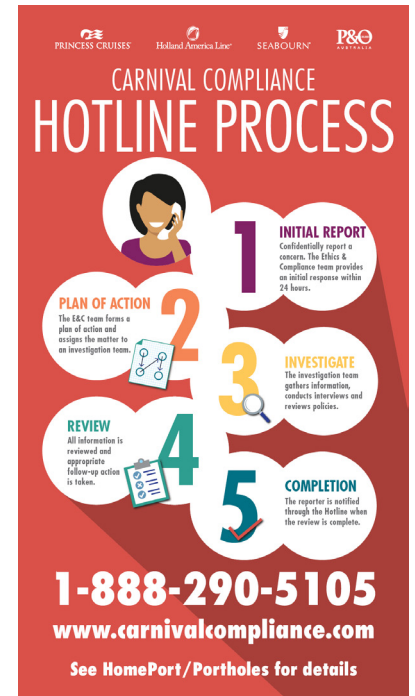 PRINCESS CRUISES
Holland America Line
SEABOURN
P&O
AUSTRALIA
CARNIVAL COMPLIANCE
HOTLINE PROCESS
1
INITIAL REPORT
Confidentially report a
concern. The Ethics &
Compliance team provides
an initial response within
24 hours.
2
PLAN OF ACTION
The E&C team forms a
plan of action and
assigns the matter to
an investigation team.
3
INVESTIGATE
The investigation team
gathers information,
conducts interviews and
reviews policies.
4
REVIEW
All information is
reviewed and
appropriate
follow-up action
is taken.
5
COMPLETION
The reporter is notified
through the Hotline when
the review is complete.
1-888-290-5105
www.carnivalcompliance.com
See HomePort/Portholes for details